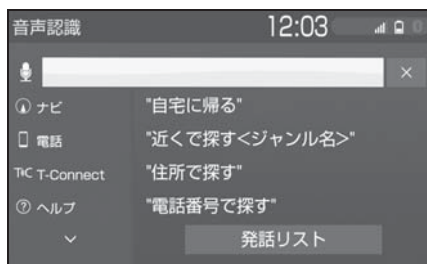 音声認識 12:03
×
ナビ "自宅に帰る"
電話 "近くで探す<ジャンル名>"
T-Connect "住所で探す"
ヘルプ "電話番号で探す"
発話リスト